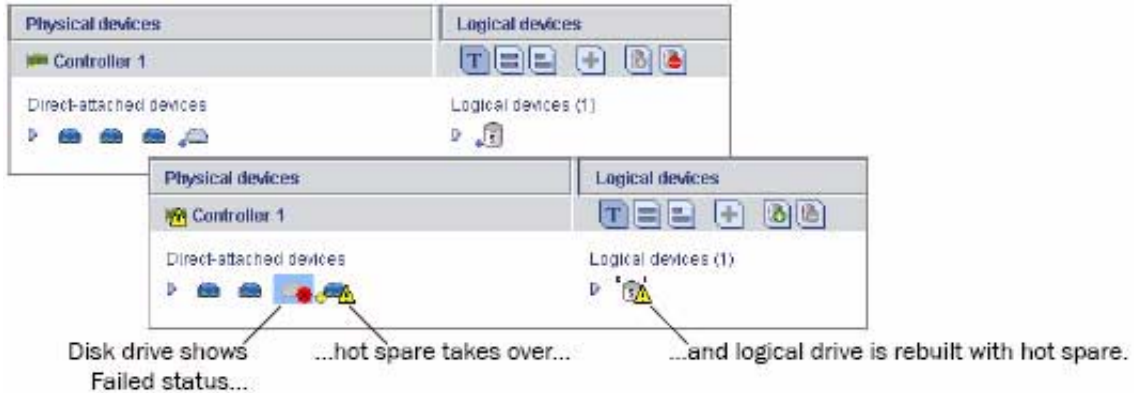 Physical devices Logical devices
Controller 1 T
Direct-attached devices Logical devices (1)
Physical devices Logical devices
Controller 1 T
Direct-attached devices Logical devices (1)
Disk drive shows ...hot spare takes over... ...and logical drive is rebuilt with hot spare.
Failed status...